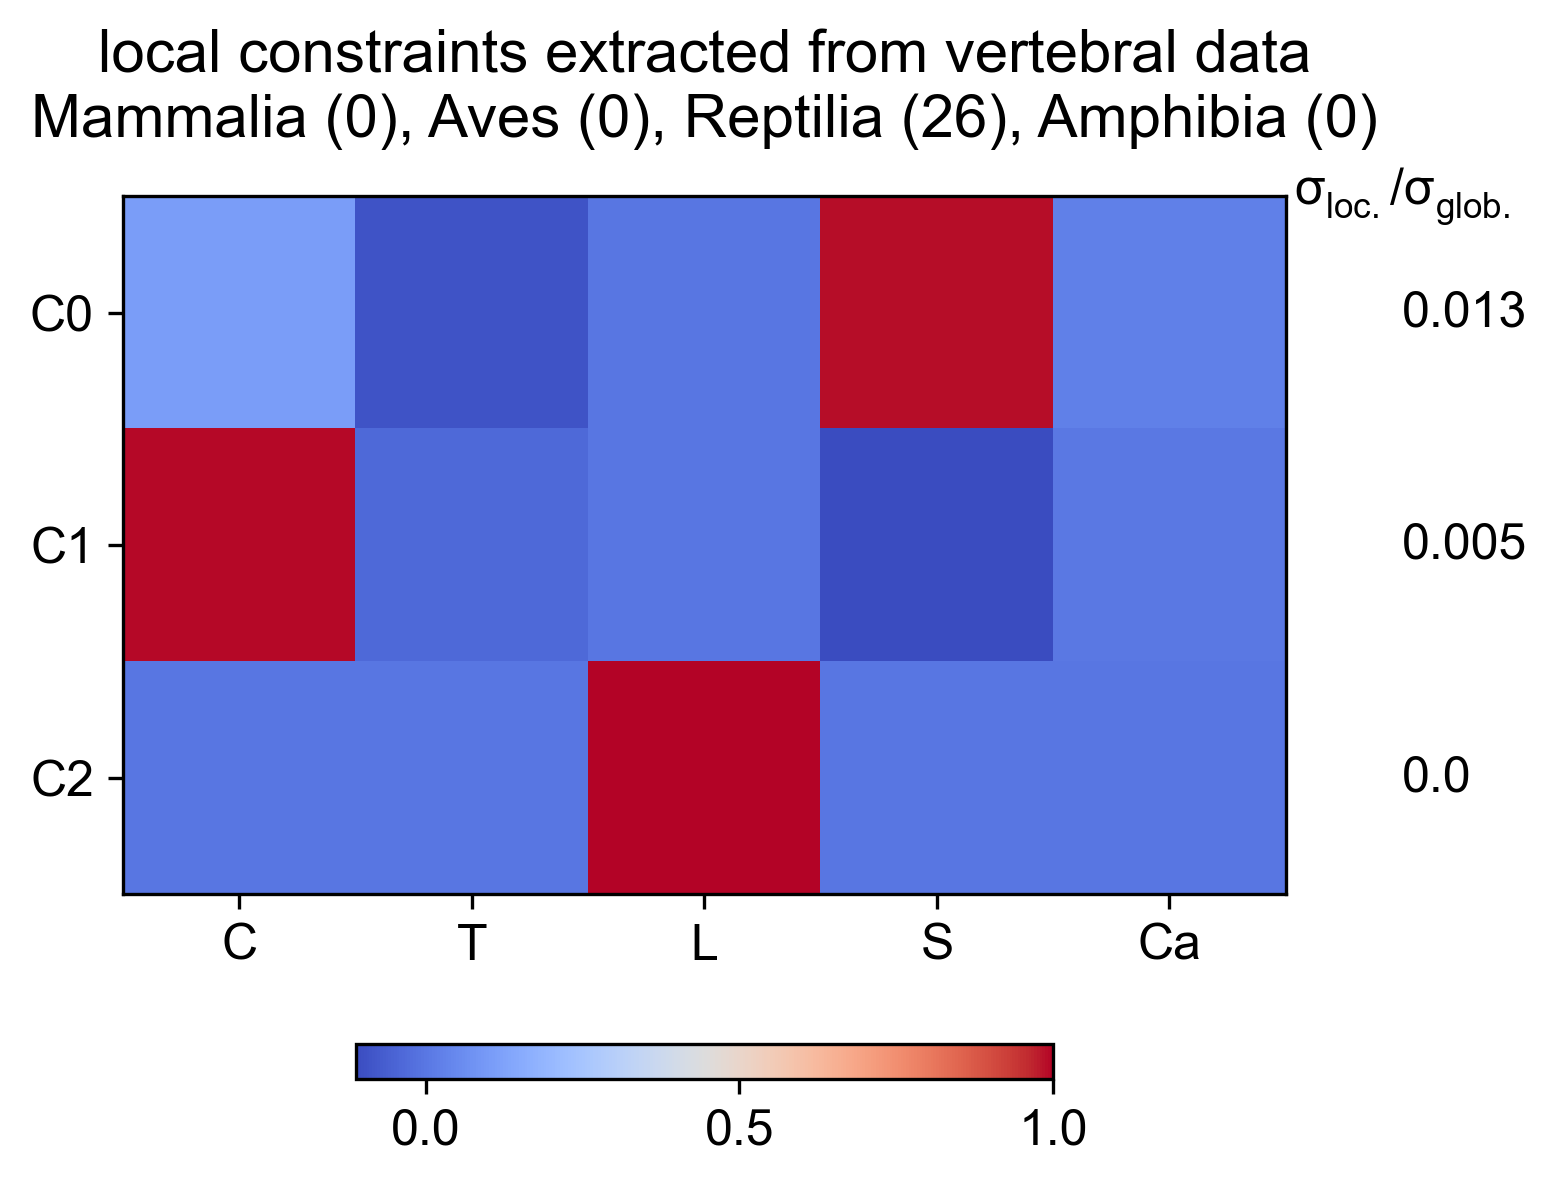 local constraints extracted from vertebral data
Mammalia (0), Aves (0), Reptilia (26), Amphibia (0)
σloc. /σglob.
C0 0.013
C1 0.005
C2 0.0
C T L S Ca
0.0 0.5 1.0